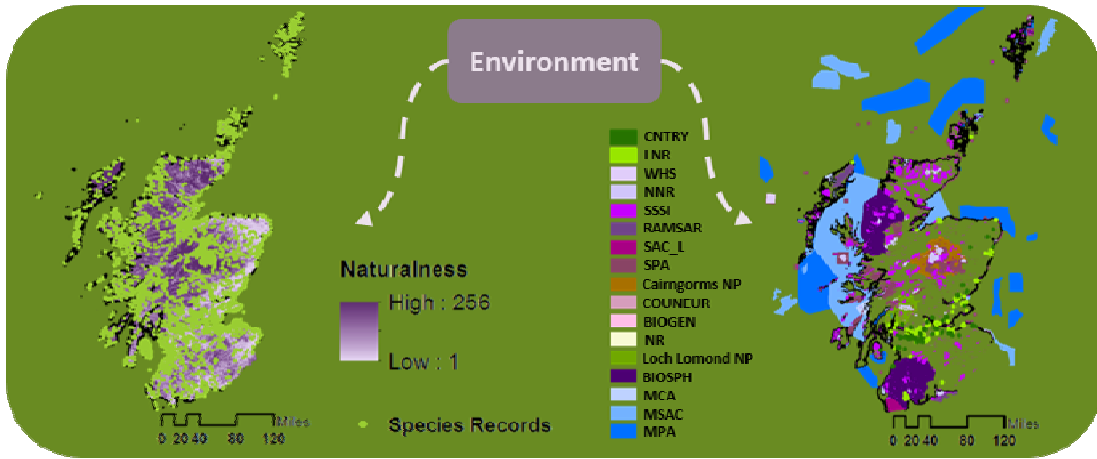 Environment
Naturalness
High : 256
Low : 1
Species Records
Miles
0 20 40 80 120
CNTRY
LNR
WHS
NNR
SSSI
RAMSAR
SAC_L
SPA
Cairngorms NP
COUNEUR
BIOGEN
NR
Loch Lomond NP
BIOSPH
MCA
MSAC
MPA
Miles
0 20 40 80 120